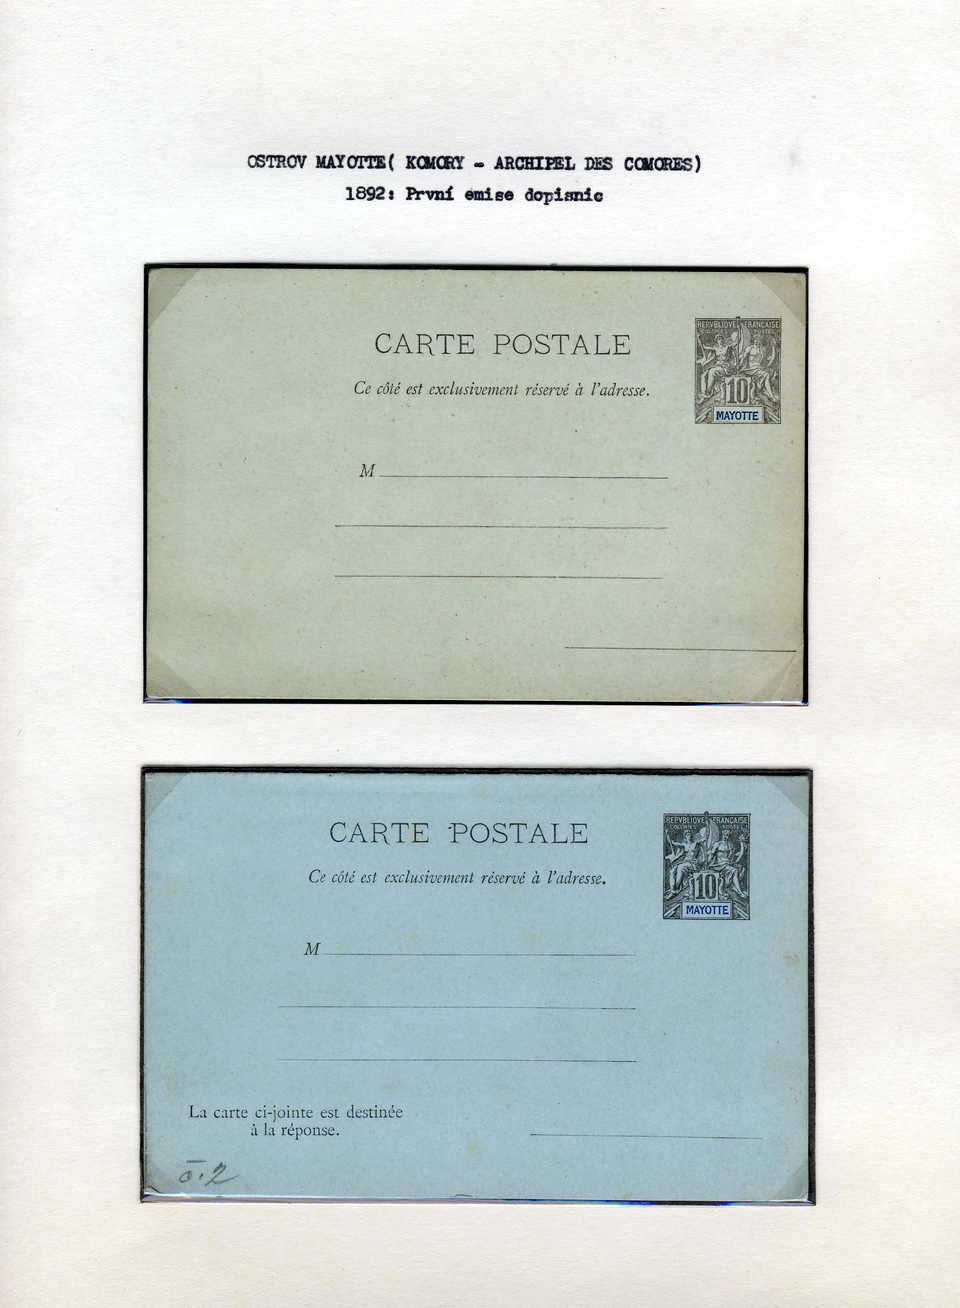 OSTROV MAYOTTE( KOMORY - ARCHIPEL DES COMORES)
1892: První emise dopisnic
REPVBLIQVE FRANÇAISE
COLONIES POSTES
CARTE POSTALE
Ce côté est exclusivement réservé à l'adresse.
10
MAYOTTE
M
REPVBLIQVE FRANÇAISE
COLONIES POSTES
CARTE POSTALE
Ce côté est exclusivement réservé à l'adresse.
10
MAYOTTE
M
La carte ci-jointe est destinée
à la réponse.